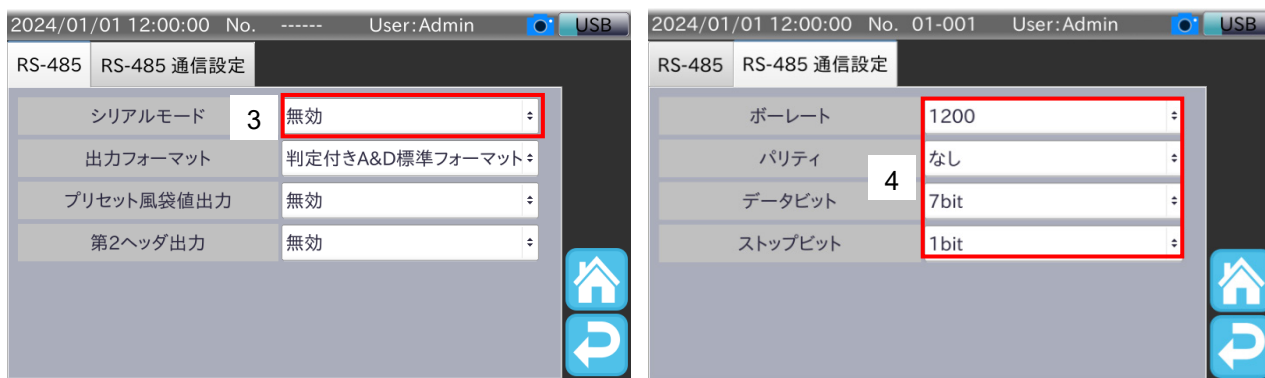 2024/01/01 12:00:00 No. ------ User:Admin USB
RS-485 RS-485 通信設定
シリアルモード 3 無効
出力フォーマット 判定付きA&D標準フォーマット
プリセット風袋値出力 無効
第2ヘッダ出力 無効
2024/01/01 12:00:00 No. 01-001 User:Admin USB
RS-485 RS-485 通信設定
ボーレート 1200
パリティ なし
4
データビット 7bit
ストップビット 1bit